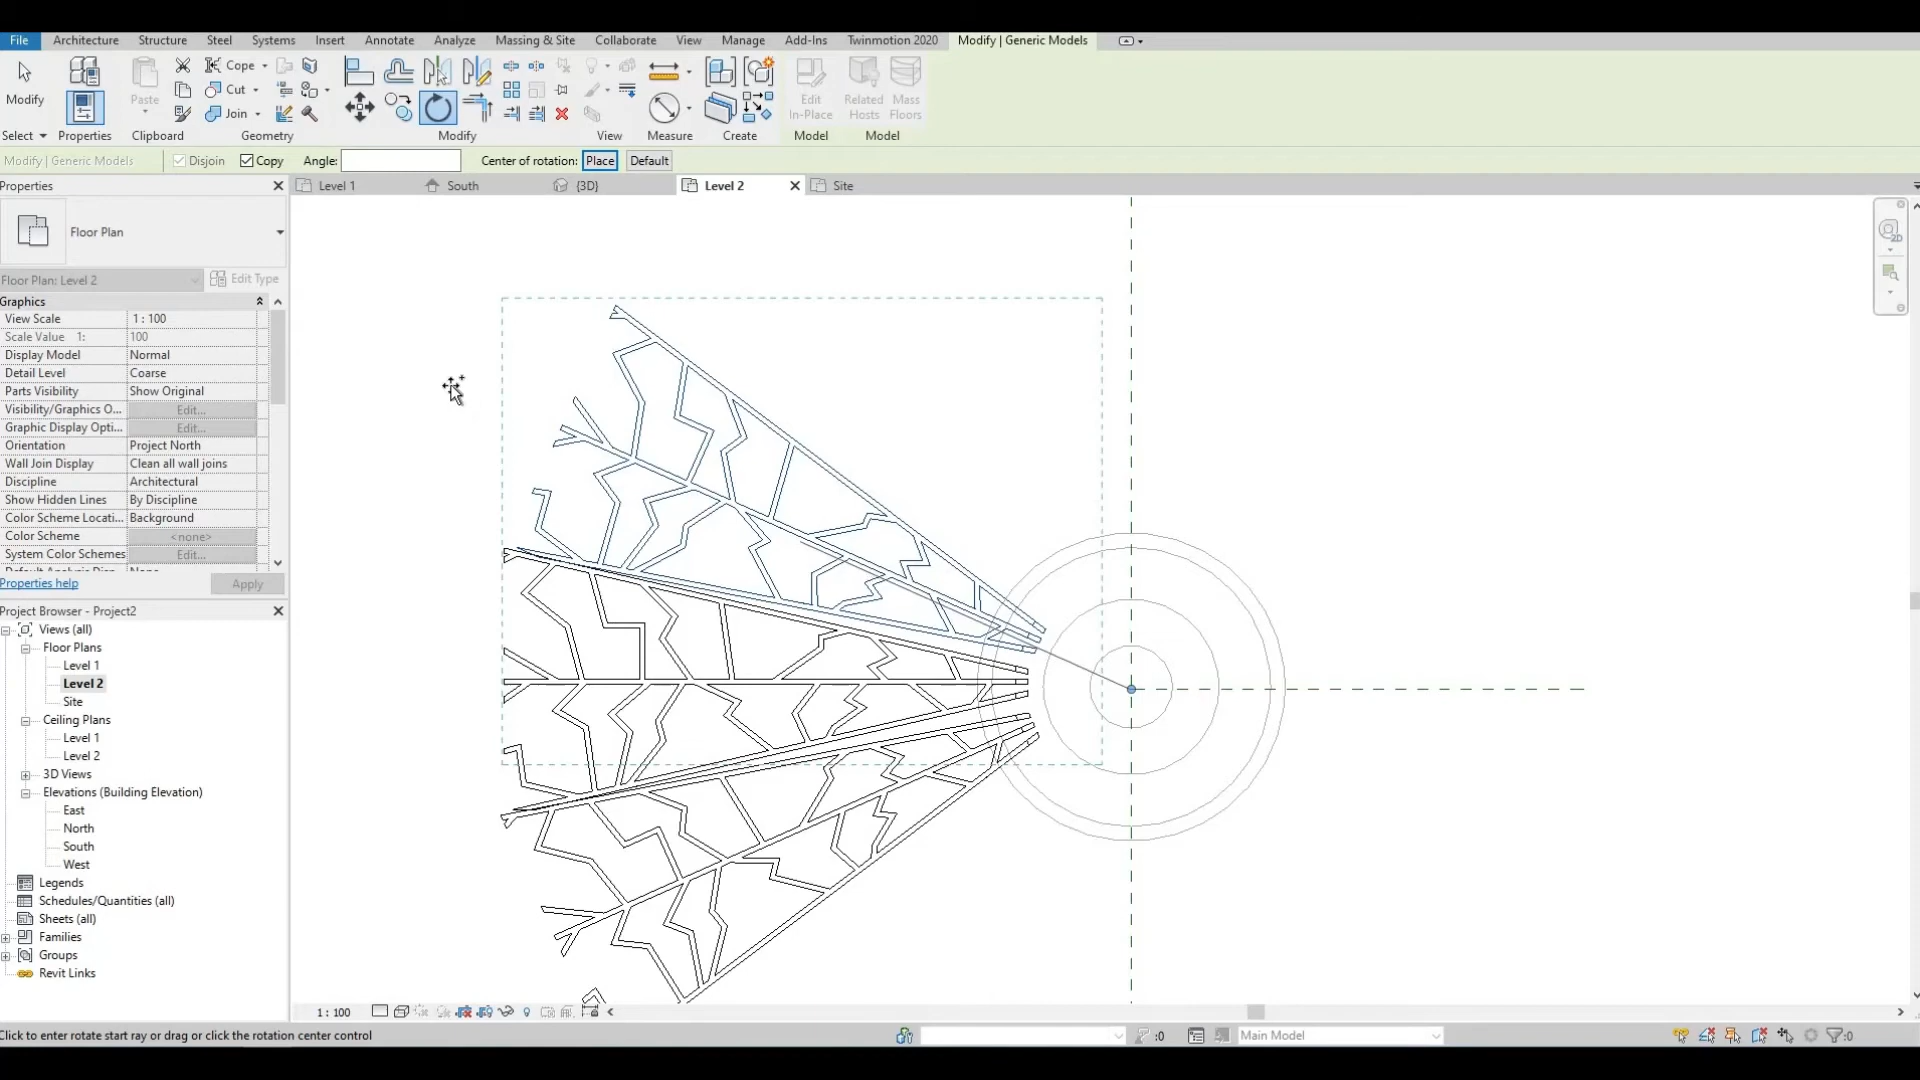 File Architecture Structure Steel Systems Insert Annotate Analyze Massing & Site Collaborate View Manage Add-Ins Twinmotion 2020 Modify | Generic Models
Cope
Cut
Join
Modify
Paste
Edit In-Place
Related Hosts
Mass Floors
Select Properties Clipboard Geometry Modify View Measure Create Model Model
Modify | Generic Models Disjoin Copy Angle: Center of rotation: Place Default
Properties
Level 1 South {3D} Level 2 Site
Floor Plan
Floor Plan: Level 2 Edit Type
Graphics
View Scale 1 : 100
Scale Value 1: 100
Display Model Normal
Detail Level Coarse
Parts Visibility Show Original
Visibility/Graphics O... Edit...
Graphic Display Opti... Edit...
Orientation Project North
Wall Join Display Clean all wall joins
Discipline Architectural
Show Hidden Lines By Discipline
Color Scheme Locati... Background
Color Scheme <none>
System Color Schemes Edit...
Properties help Apply
Project Browser - Project2
Views (all)
Floor Plans
Level 1
Level 2
Site
Ceiling Plans
Level 1
Level 2
3D Views
Elevations (Building Elevation)
East
North
South
West
Legends
Schedules/Quantities (all)
Sheets (all)
Families
Groups
Revit Links
2D
1 : 100
Click to enter rotate start ray or drag or click the rotation center control :0 Main Model :0